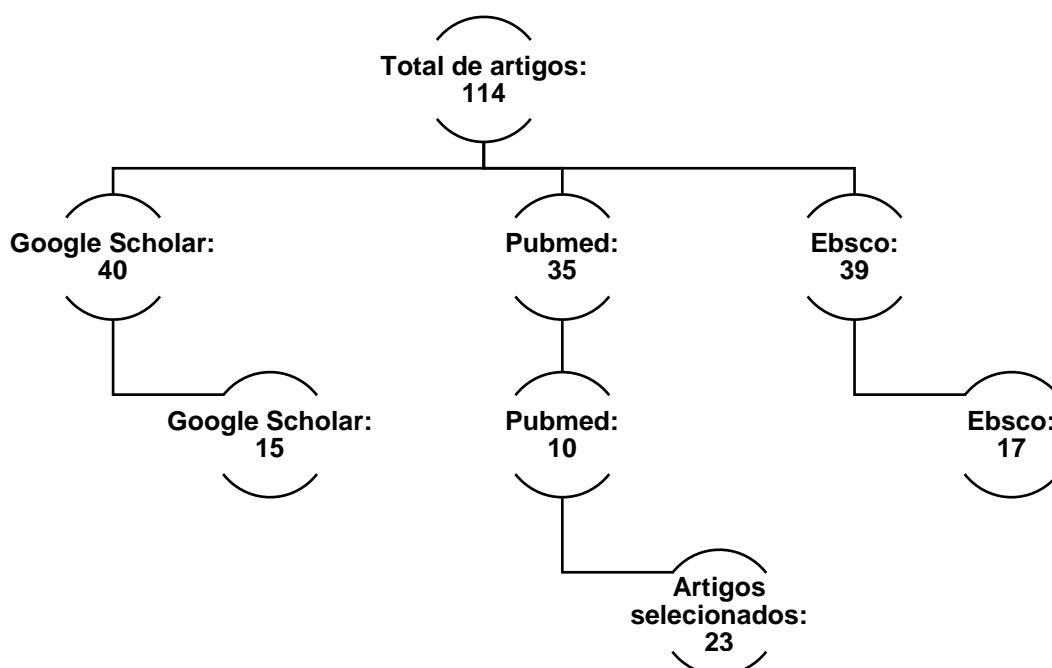 Total de artigos:
114
Google Scholar:
40
Pubmed:
35
Ebsco:
39
Google Scholar:
15
Pubmed:
10
Ebsco:
17
Artigos
selecionados:
23